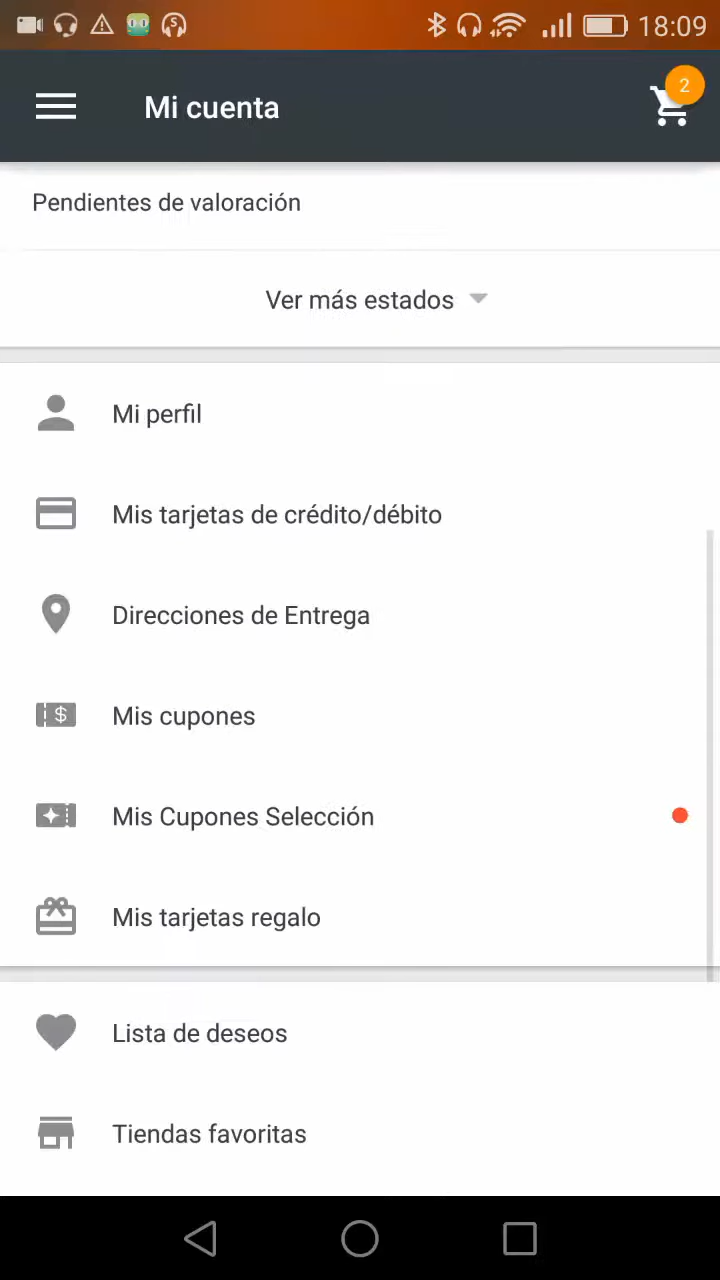 18:09
Mi cuenta
2
Pendientes de valoración
Ver más estados
Mi perfil
Mis tarjetas de crédito/débito
Direcciones de Entrega
$
Mis cupones
Mis Cupones Selección
Mis tarjetas regalo
Lista de deseos
Tiendas favoritas